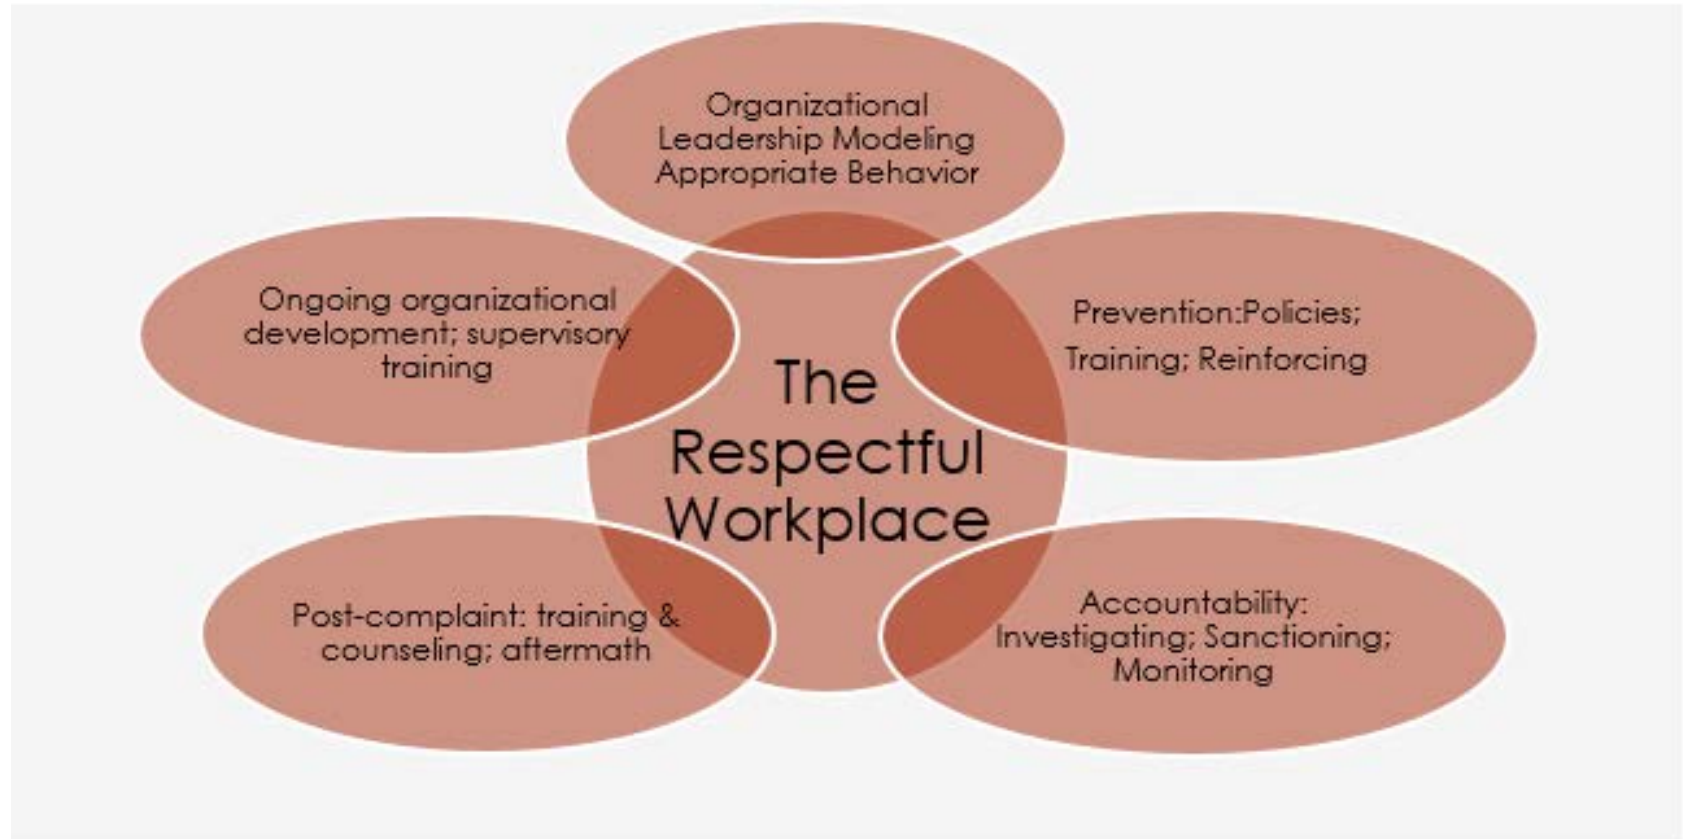 Organizational
Leadership Modeling
Appropriate Behavior
Ongoing organizational
development; supervisory
training
Prevention:Policies;
Training; Reinforcing
The
Respectful
Workplace
Post-complaint: training &
counseling; aftermath
Accountability:
Investigating; Sanctioning;
Monitoring